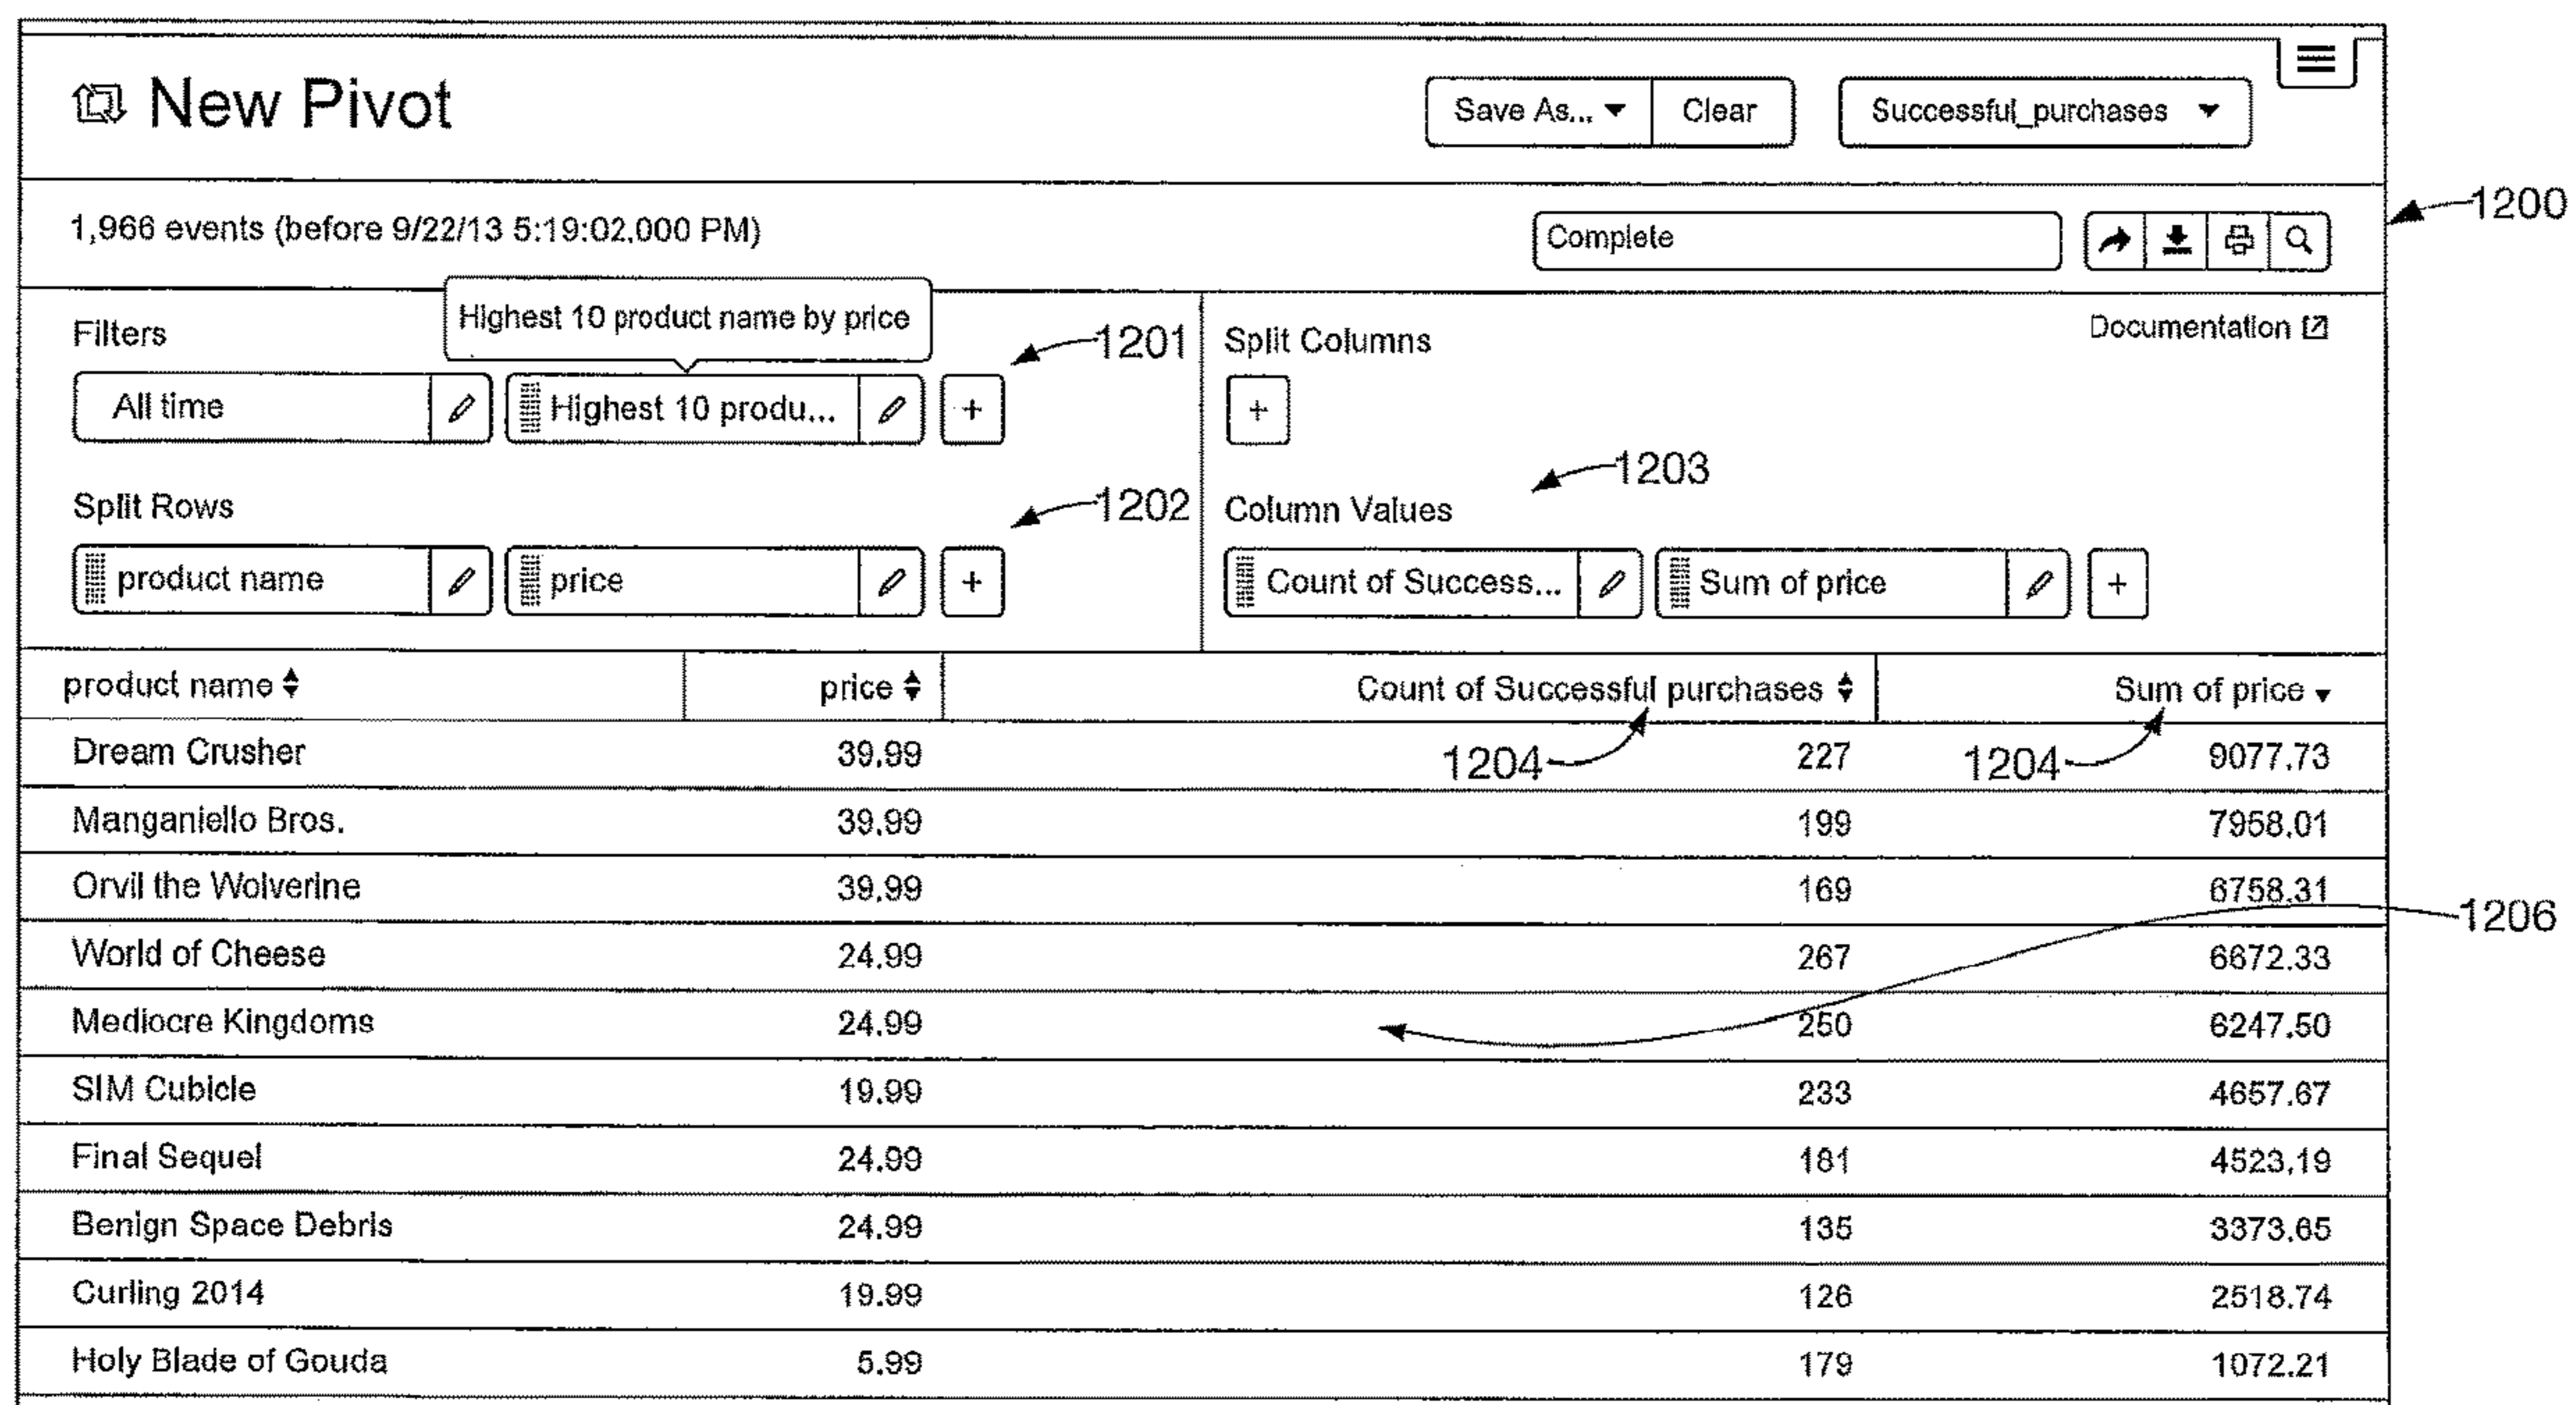 New Pivot
Save As... Clear Successful_purchases
1,966 events (before 9/22/13 5:19:02.000 PM) Complete
1200
Highest 10 product name by price
Filters 1201 Split Columns Documentation
All time Highest 10 produ... + +
1203
Split Rows 1202 Column Values
product name price + Count of Success... Sum of price +
product name price Count of Successful purchases Sum of price
Dream Crusher 39.99 1204 227 1204 9077.73
Manganiello Bros. 39.99 199 7958.01
Orvil the Wolverine 39.99 169 6758.31
1206
World of Cheese 24.99 267 6672.33
Mediocre Kingdoms 24.99 250 6247.50
SIM Cubicle 19.99 233 4657.67
Final Sequel 24.99 181 4523.19
Benign Space Debris 24.99 135 3373.65
Curling 2014 19.99 126 2518.74
Holy Blade of Gouda 5.99 179 1072.21